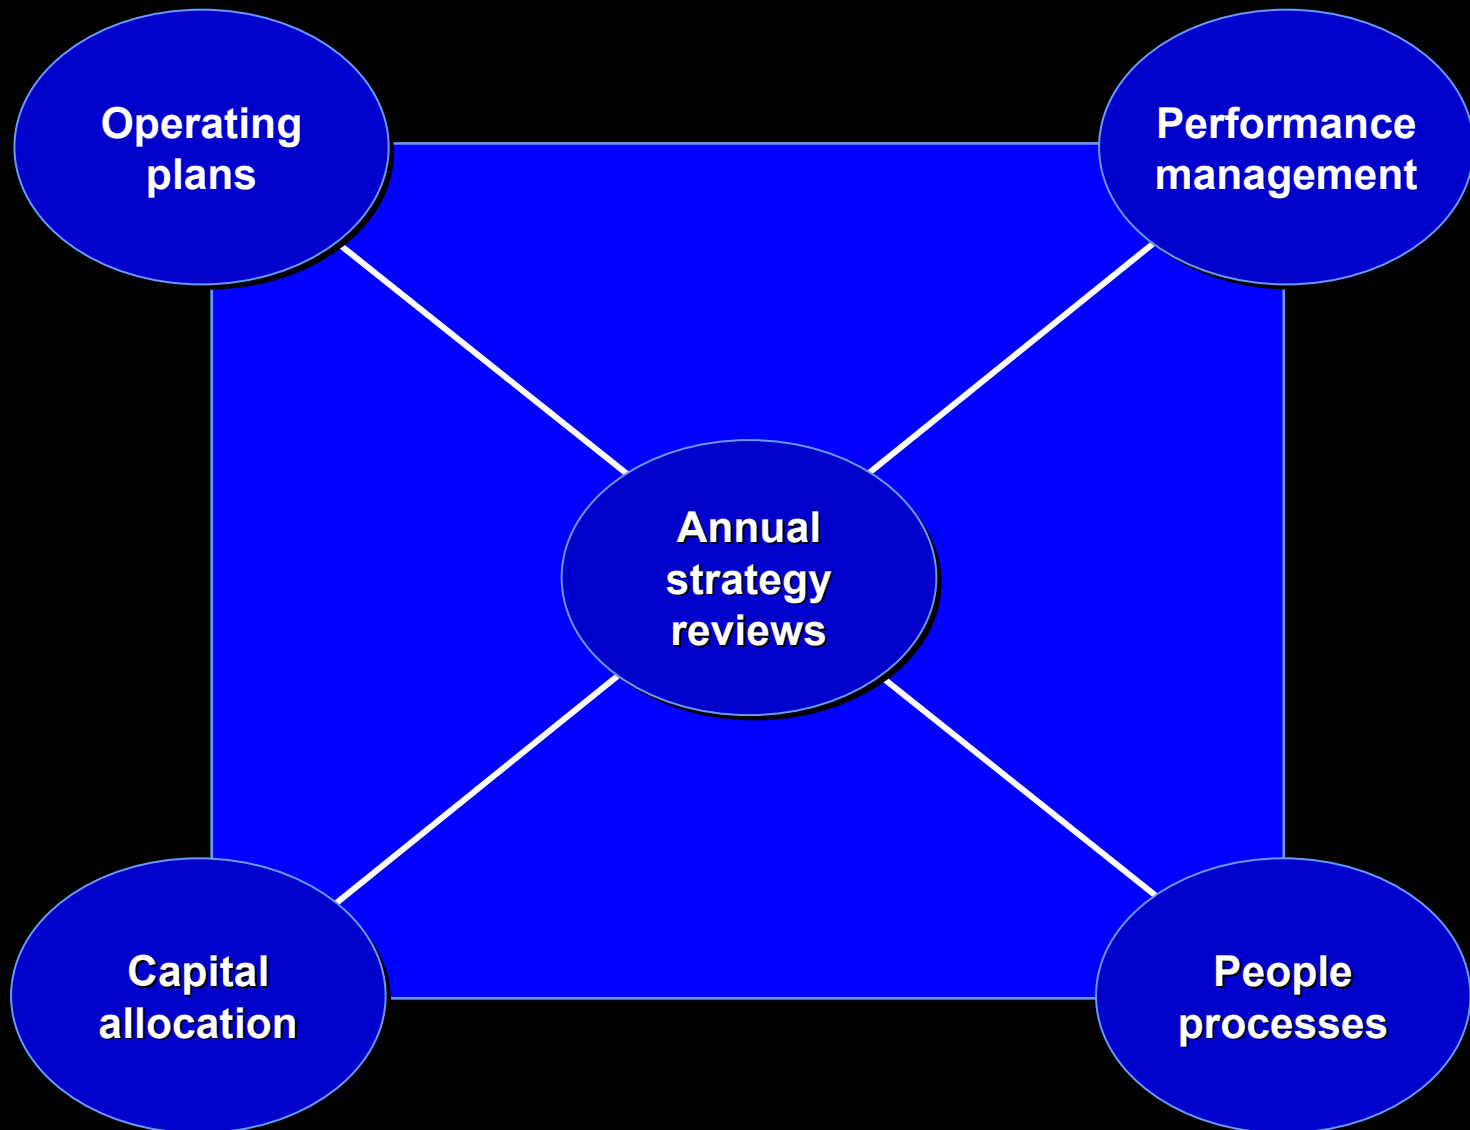 Operating
plans
Performance
management
Annual
strategy
reviews
Capital
allocation
People
processes